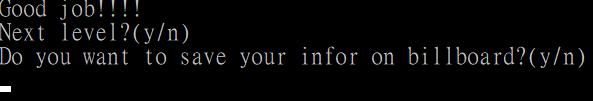 Good job!!!!
Next level?(y/n)
Do you want to save your infor on billboard?(y/n)